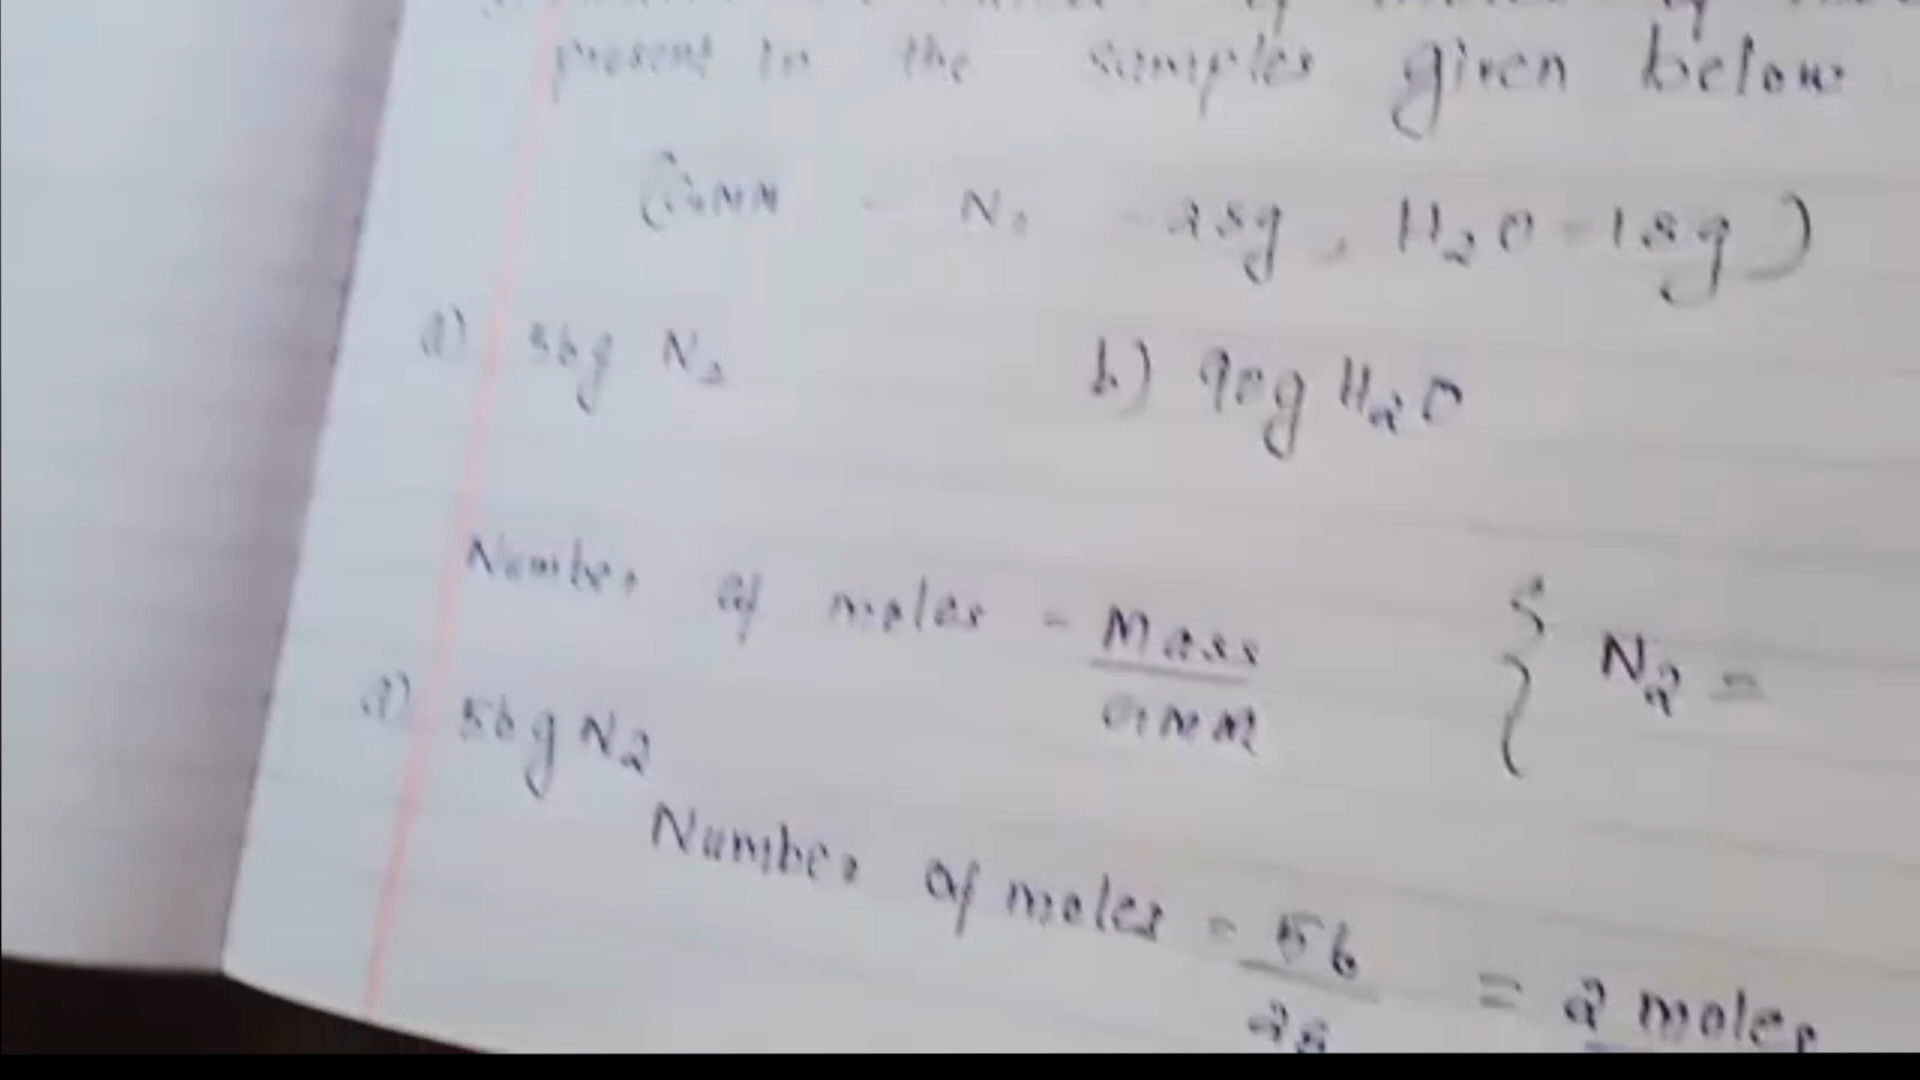 present in the samples given below
(GMM - N2 - 28g, H2O - 18g)
a) 56g N2 b) 90g H2O
Number of moles = Mass / GMM { N2 =
a) 56g N2
Number of moles = 56 / 28 = 2 moles